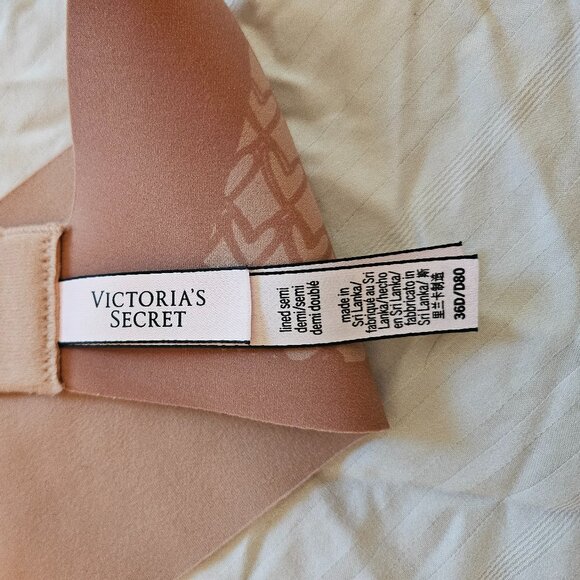 VICTORIA'S
SECRET
lined semi
demi/semi
demi doublé
made in
Sri Lanka/
fabriqué au Sri
Lanka/hecho
en Sri Lanka/
fabricato in
Sri Lanka/ 斯
里兰卡制造
36D/D80